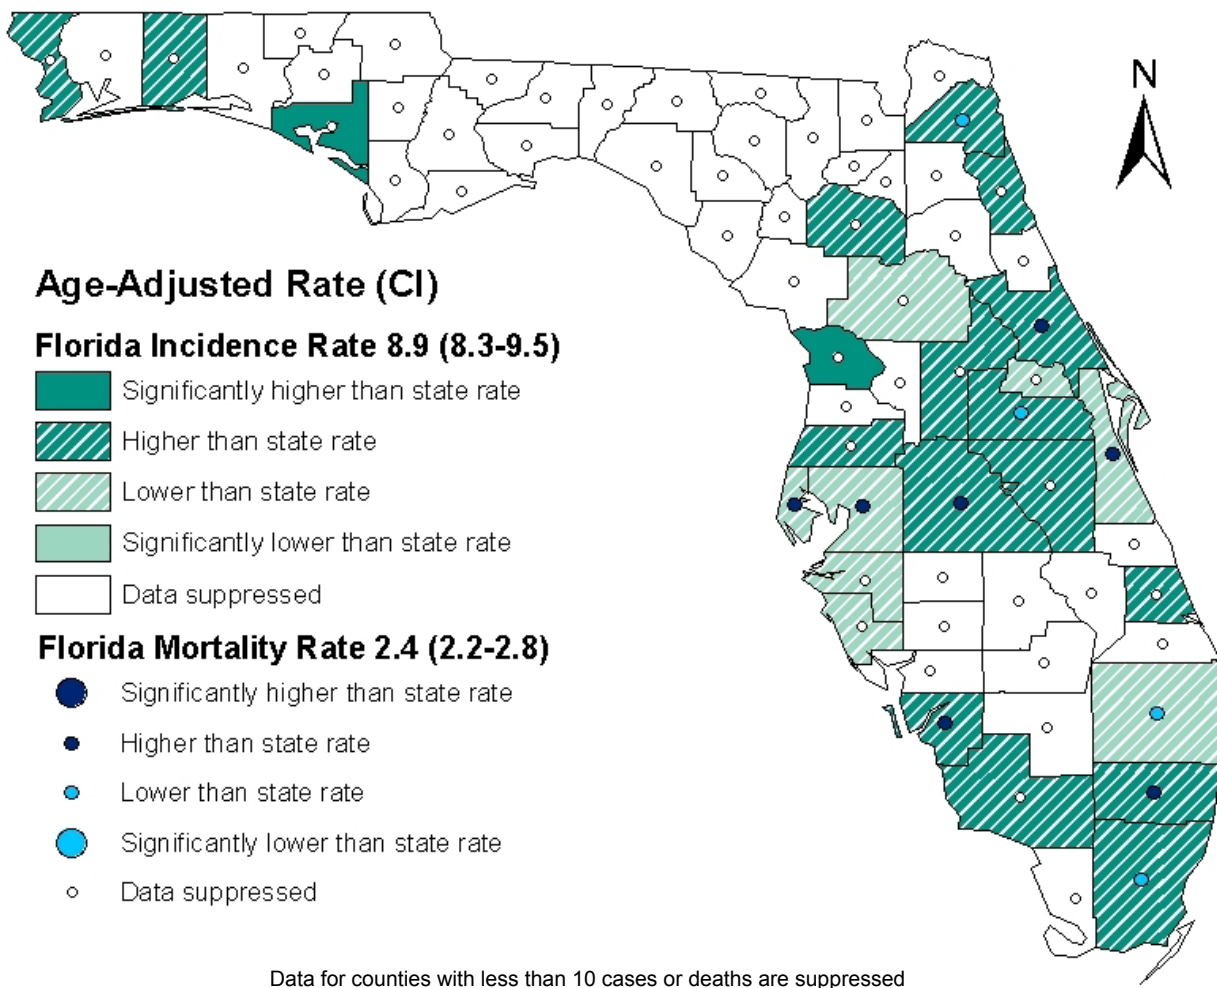 N
Age-Adjusted Rate (CI)
Florida Incidence Rate 8.9 (8.3-9.5)
Significantly higher than state rate
Higher than state rate
Lower than state rate
Significantly lower than state rate
Data suppressed
Florida Mortality Rate 2.4 (2.2-2.8)
Significantly higher than state rate
Higher than state rate
Lower than state rate
Significantly lower than state rate
Data suppressed
Data for counties with less than 10 cases or deaths are suppressed